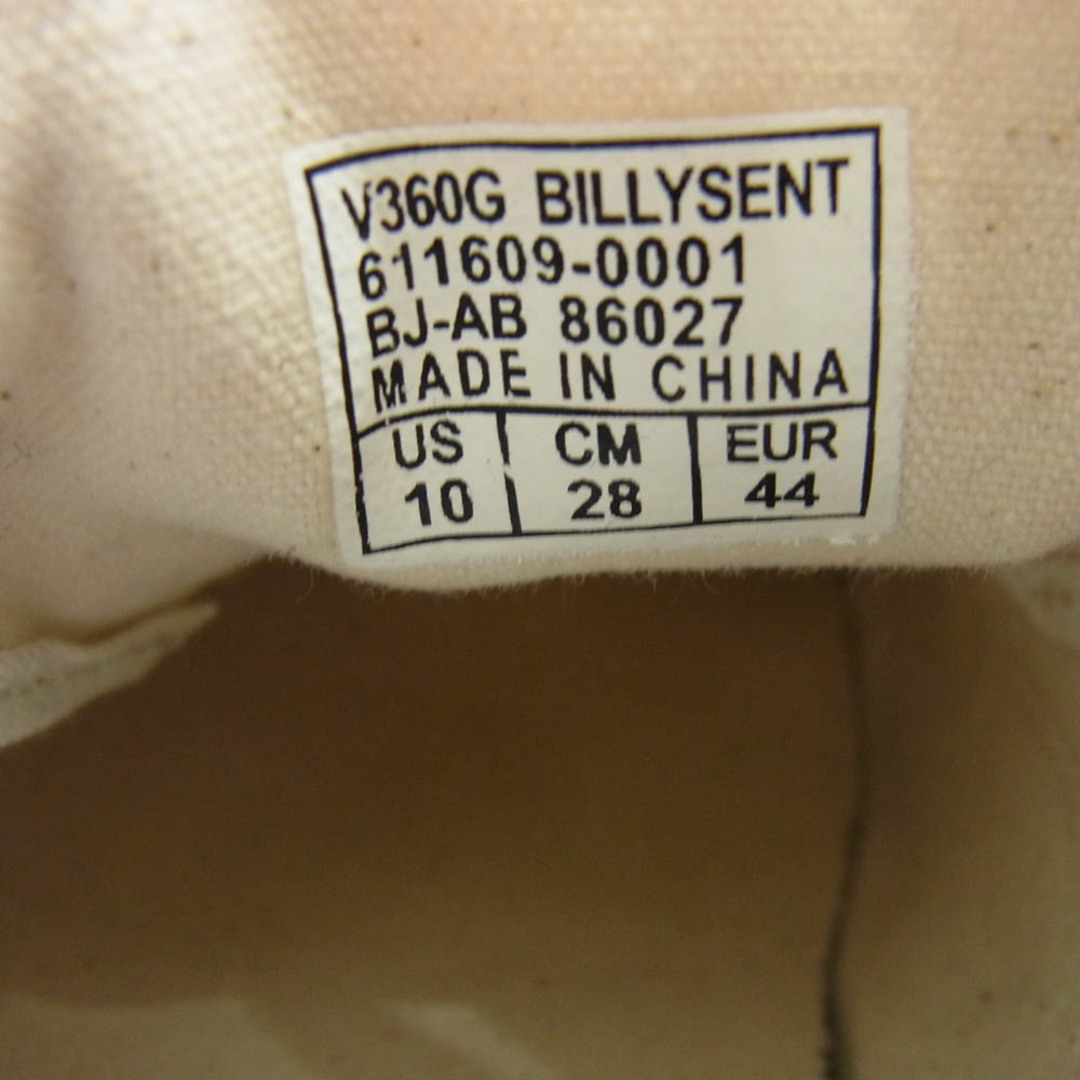 V360G BILLYSENT
611609-0001
BJ-AB 86027
MADE IN CHINA
US CM EUR
10 28 44